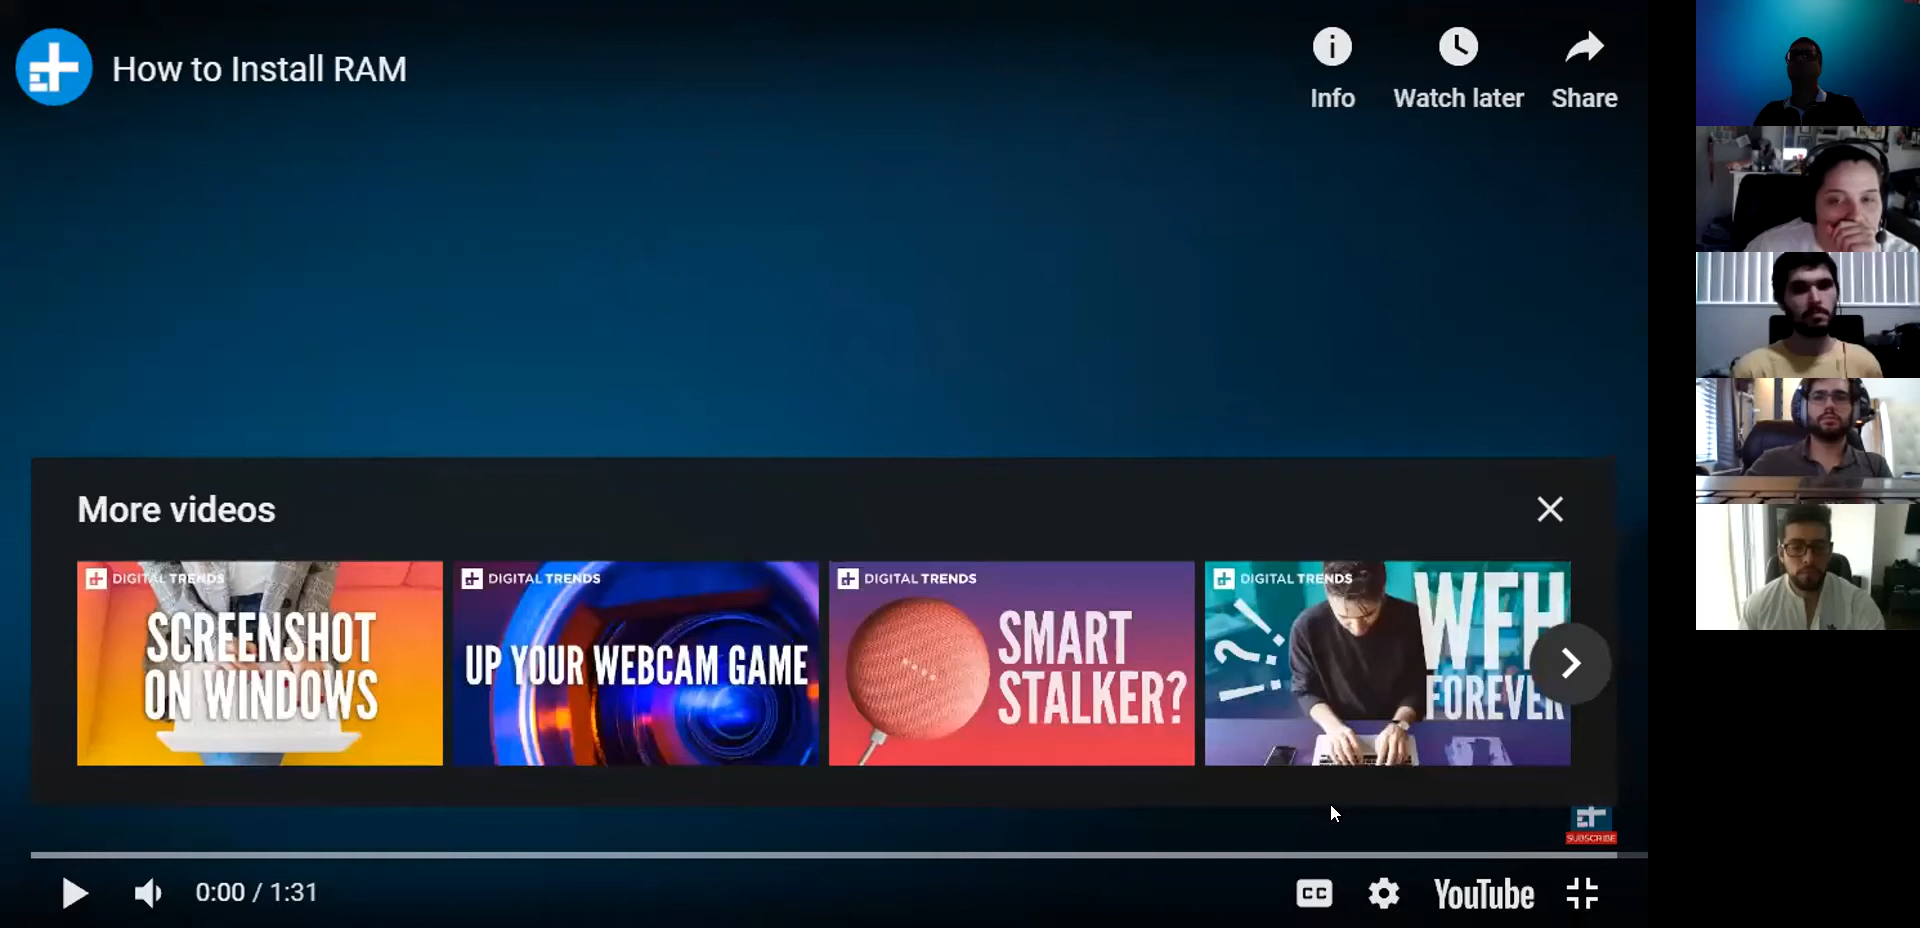 How to Install RAM
Info
Watch later
Share
More videos
DIGITAL TRENDS
SCREENSHOT
ON WINDOWS
DIGITAL TRENDS
UP YOUR WEBCAM GAME
DIGITAL TRENDS
SMART
STALKER?
DIGITAL TRENDS
!?!
WFH
FOREVER
SUBSCRIBE
0:00 / 1:31
CC
YouTube